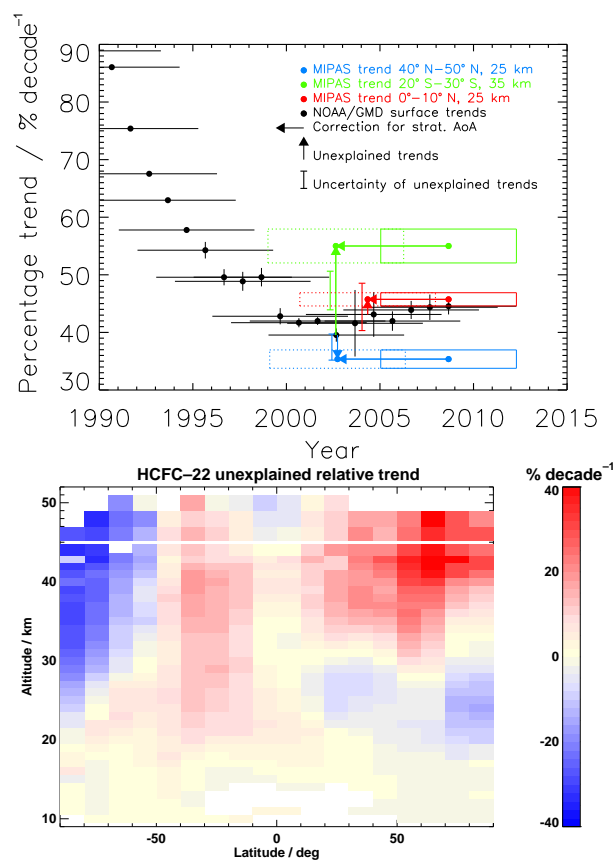 90
80
70
60
50
40
30
Percentage trend / % decade⁻¹
MIPAS trend 40° N−50° N, 25 km
MIPAS trend 20° S−30° S, 35 km
MIPAS trend 0°−10° N, 25 km
NOAA/GMD surface trends
Correction for strat. AoA
Unexplained trends
Uncertainty of unexplained trends
1990 1995 2000 2005 2010 2015
Year
HCFC−22 unexplained relative trend
% decade⁻¹
50
40
30
20
10
Altitude / km
40
20
0
-20
-40
-50 0 50
Latitude / deg